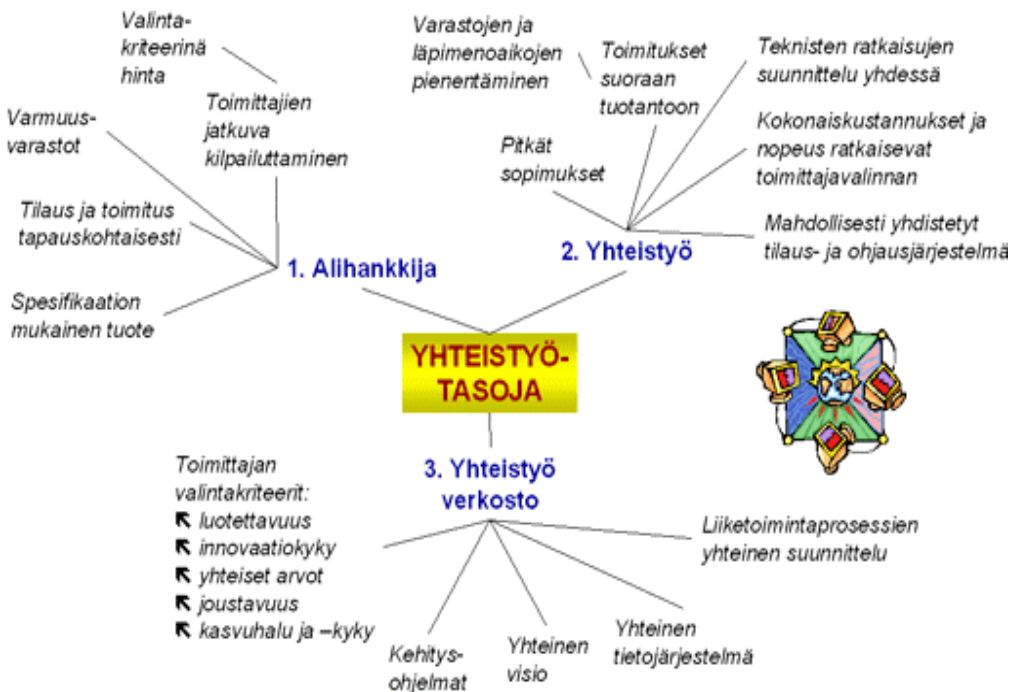 Valinta-
kriteerinä
hinta
Varmuus-
varastot
Toimittajien
jatkuva
kilpailuttaminen
Tilaus ja toimitus
tapauskohtaisesti
Spesifikaation
mukainen tuote
1. Alihankkija
Varastojen ja
läpimenoaikojen
pienentäminen
Toimitukset
suoraan
tuotantoon
Pitkät
sopimukset
Teknisten ratkaisujen
suunnittelu yhdessä
Kokonaiskustannukset ja
nopeus ratkaisevat
toimittajavalinnan
Mahdollisesti yhdistetyt
tilaus- ja ohjausjärjestelmä
2. Yhteistyö
YHTEISTYÖ-
TASOJA
3. Yhteistyö
verkosto
Toimittajan
valintakriteerit:
↖ luotettavuus
↖ innovaatiokyky
↖ yhteiset arvot
↖ joustavuus
↖ kasvuhalu ja –kyky
Kehitys-
ohjelmat
Yhteinen
visio
Yhteinen
tietojärjestelmä
Liiketoimintaprosessien
yhteinen suunnittelu